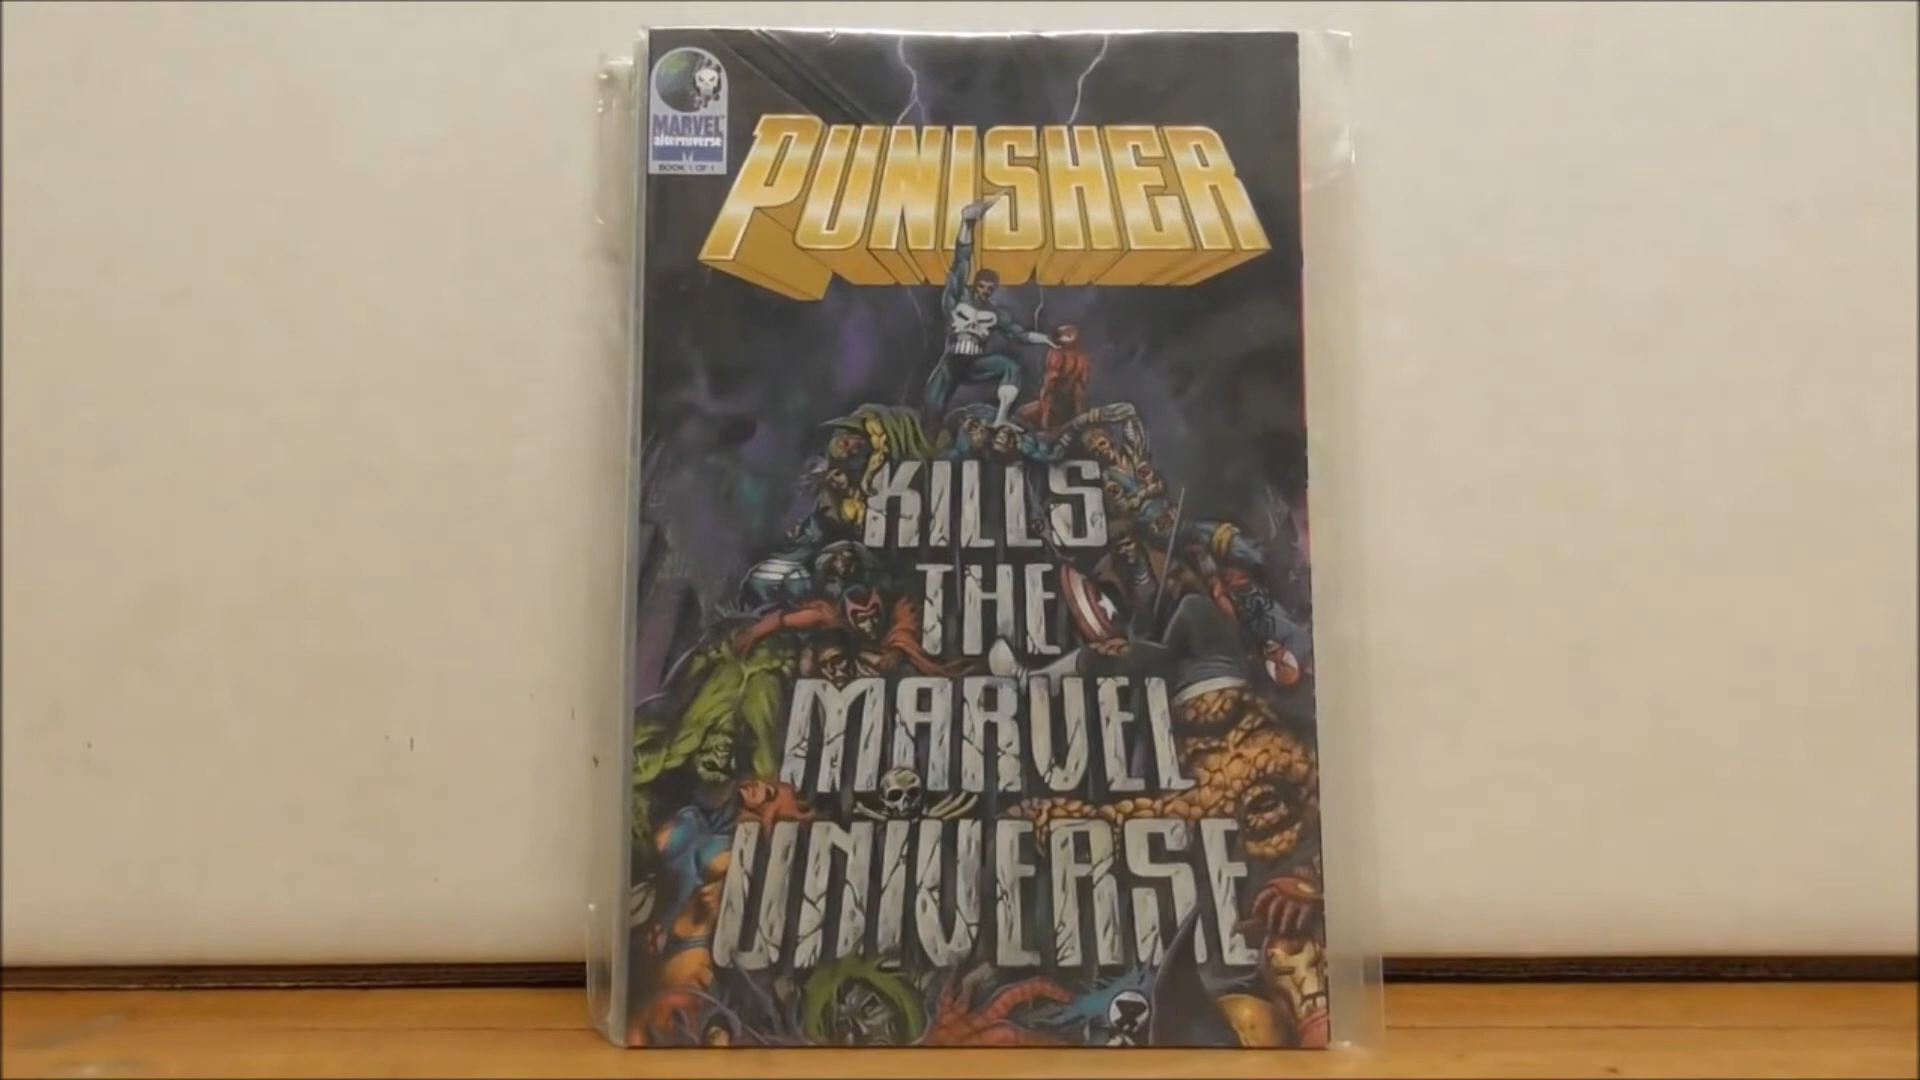 MARVEL
alterniverse
BOOK 1 OF 1
PUNISHER
KILLS
THE
MARVEL
UNIVERSE